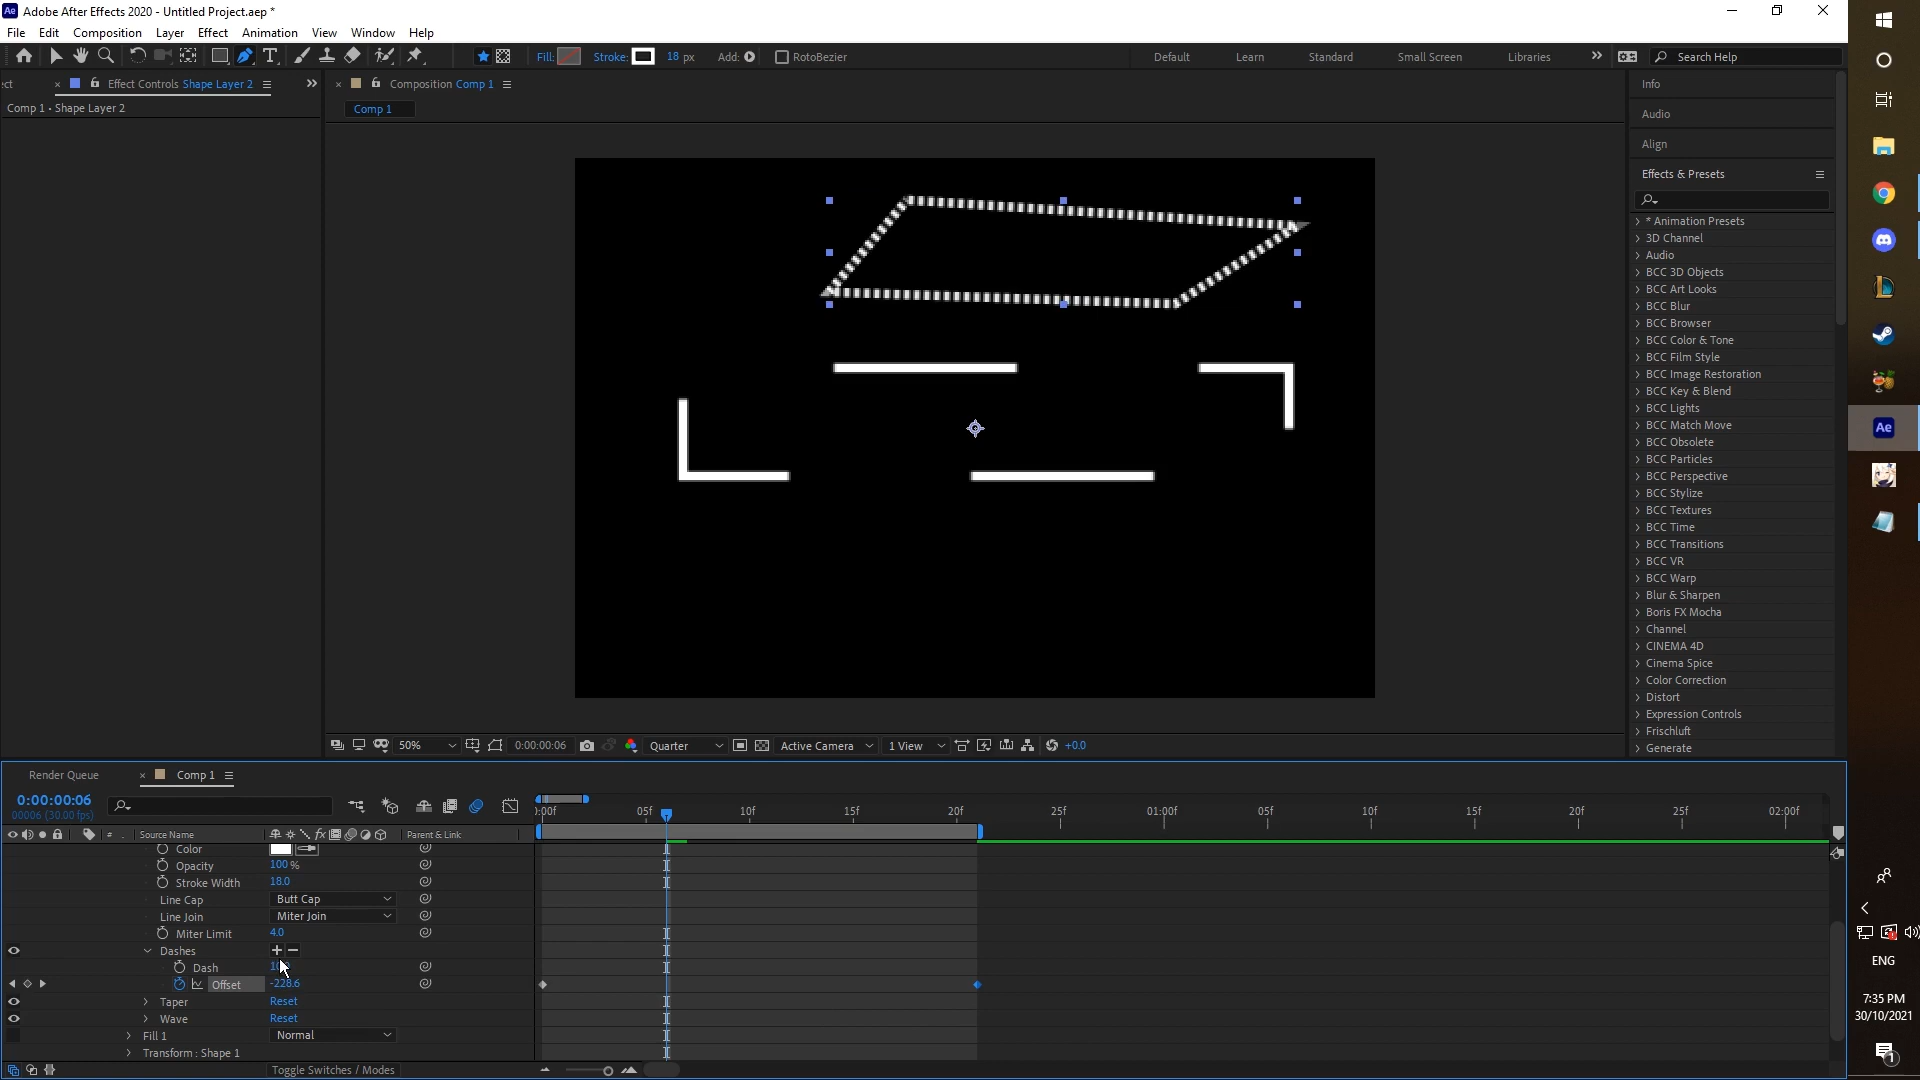 Ae Adobe After Effects 2020 - Untitled Project.aep *
File Edit Composition Layer Effect Animation View Window Help
Fill: Stroke: 18 px Add: RotoBezier Default Learn Standard Small Screen Libraries Search Help
ect Effect Controls Shape Layer 2
Comp 1 • Shape Layer 2
Composition Comp 1
Comp 1
50% 0:00:00:06 Quarter Active Camera 1 View +0.0
Info
Audio
Align
Effects & Presets
* Animation Presets
3D Channel
Audio
BCC 3D Objects
BCC Art Looks
BCC Blur
BCC Browser
BCC Color & Tone
BCC Film Style
BCC Image Restoration
BCC Key & Blend
BCC Lights
BCC Match Move
BCC Obsolete
BCC Particles
BCC Perspective
BCC Stylize
BCC Textures
BCC Time
BCC Transitions
BCC VR
BCC Warp
Blur & Sharpen
Boris FX Mocha
Channel
CINEMA 4D
Cinema Spice
Color Correction
Distort
Expression Controls
Frischluft
Generate
Render Queue Comp 1
0:00:00:06
00006 (30.00 fps)
# . Source Name fx Parent & Link
):00f 05f 10f 15f 20f 25f 01:00f 05f 10f 15f 20f 25f 02:00f
Color
Opacity 100 %
Stroke Width 18.0
Line Cap Butt Cap
Line Join Miter Join
Miter Limit 4.0
Dashes + −
Dash
Offset -228.6
Taper Reset
Wave Reset
Fill 1 Normal
Transform : Shape 1
Toggle Switches / Modes
Ae
ENG
7:35 PM
30/10/2021
1